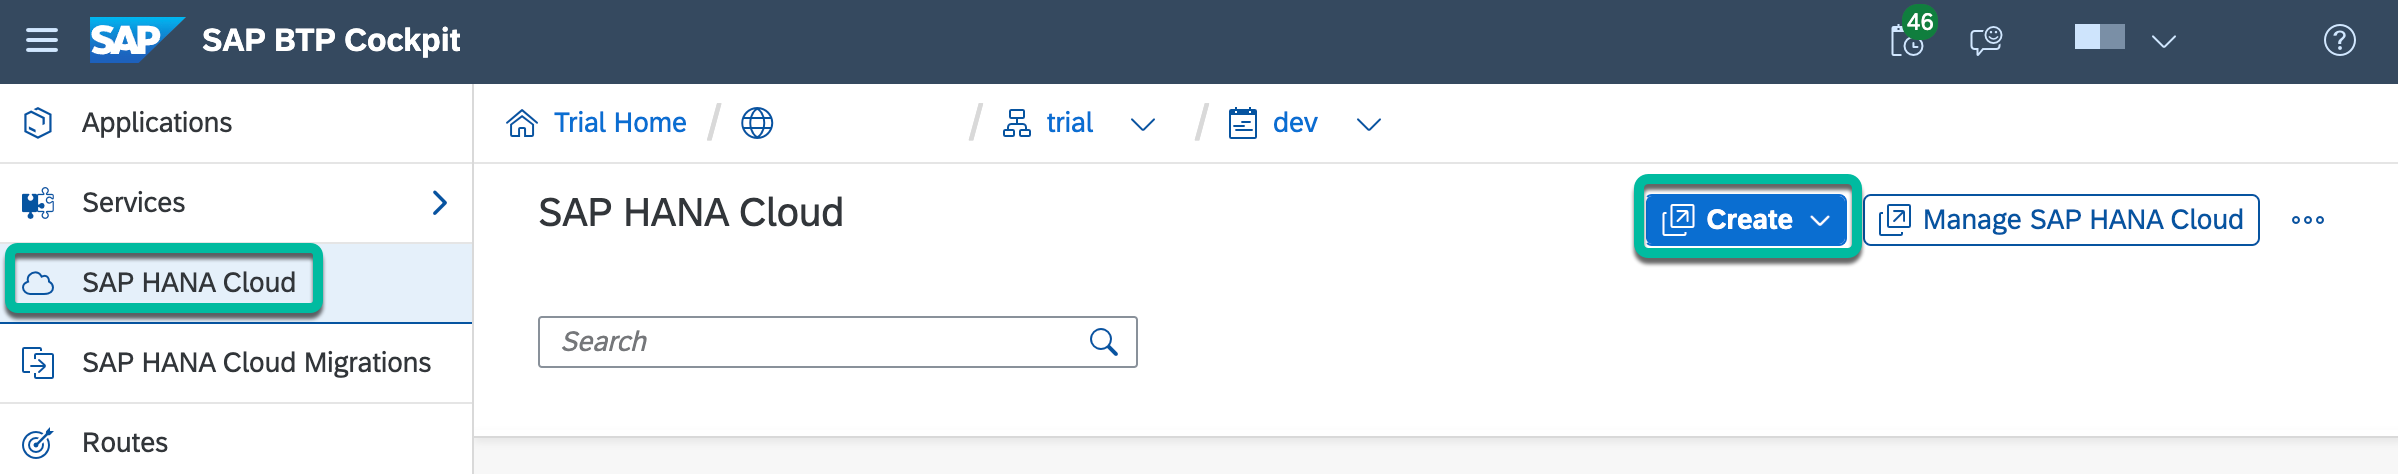 SAP SAP BTP Cockpit 46
Applications
Trial Home / / trial / dev
Services
SAP HANA Cloud
Create
Manage SAP HANA Cloud
SAP HANA Cloud
Search
SAP HANA Cloud Migrations
Routes